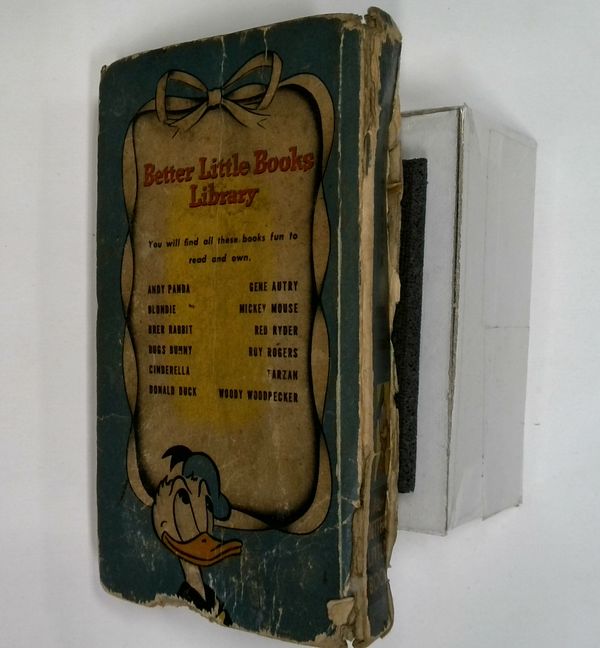 Better Little Books
Library
You will find all these books fun to
read and own.
ANDY PANDA
BLONDIE
BRER RABBIT
BUGS BUNNY
CINDERELLA
DONALD DUCK
GENE AUTRY
MICKEY MOUSE
RED RYDER
ROY ROGERS
TARZAN
WOODY WOODPECKER